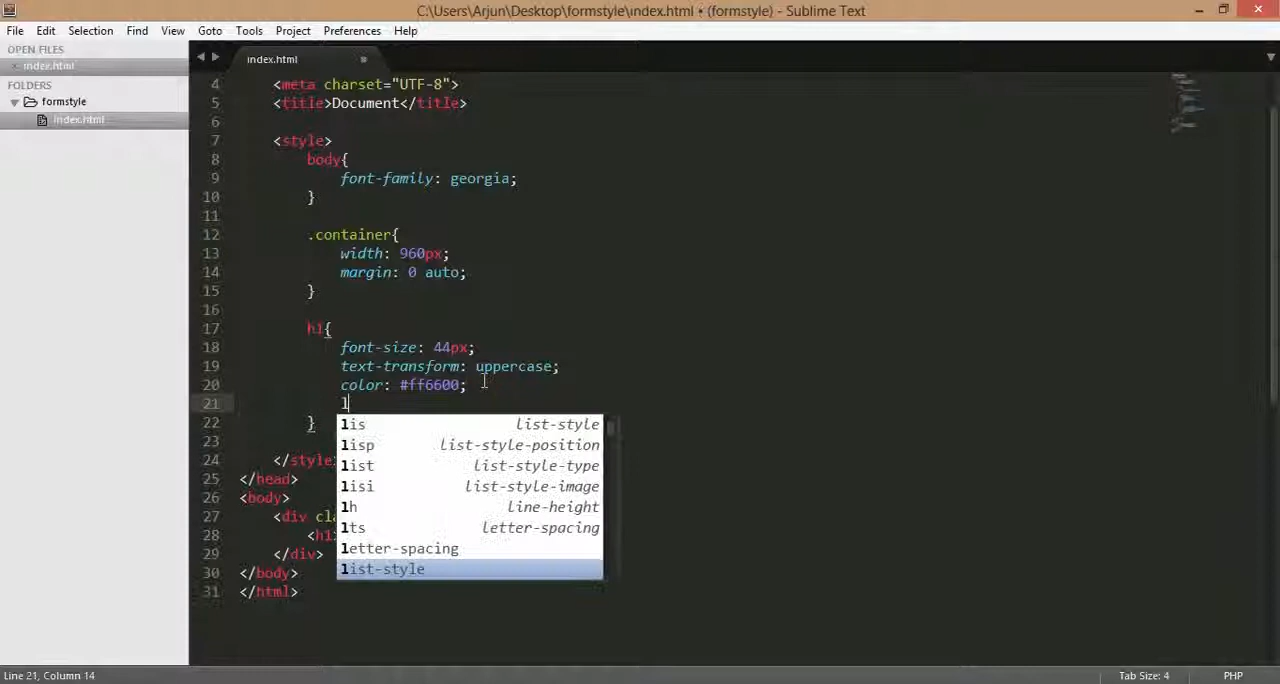 C:\Users\Arjun\Desktop\formstyle\index.html • (formstyle) - Sublime Text
File Edit Selection Find View Goto Tools Project Preferences Help
OPEN FILES
index.html
FOLDERS
formstyle
index.html
index.html
4 <meta charset="UTF-8">
5 <title>Document</title>
6
7 <style>
8 body{
9 font-family: georgia;
10 }
11
12 .container{
13 width: 960px;
14 margin: 0 auto;
15 }
16
17 h1{
18 font-size: 44px;
19 text-transform: uppercase;
20 color: #ff6600;
21 l
22 }
23
24 </style
25 </head>
26 <body>
27 <div cla
28 <h1
29 </div>
30 </body>
31 </html>
lis list-style
lisp list-style-position
list list-style-type
lisi list-style-image
lh line-height
lts letter-spacing
letter-spacing
list-style
Line 21, Column 14
Tab Size: 4
PHP